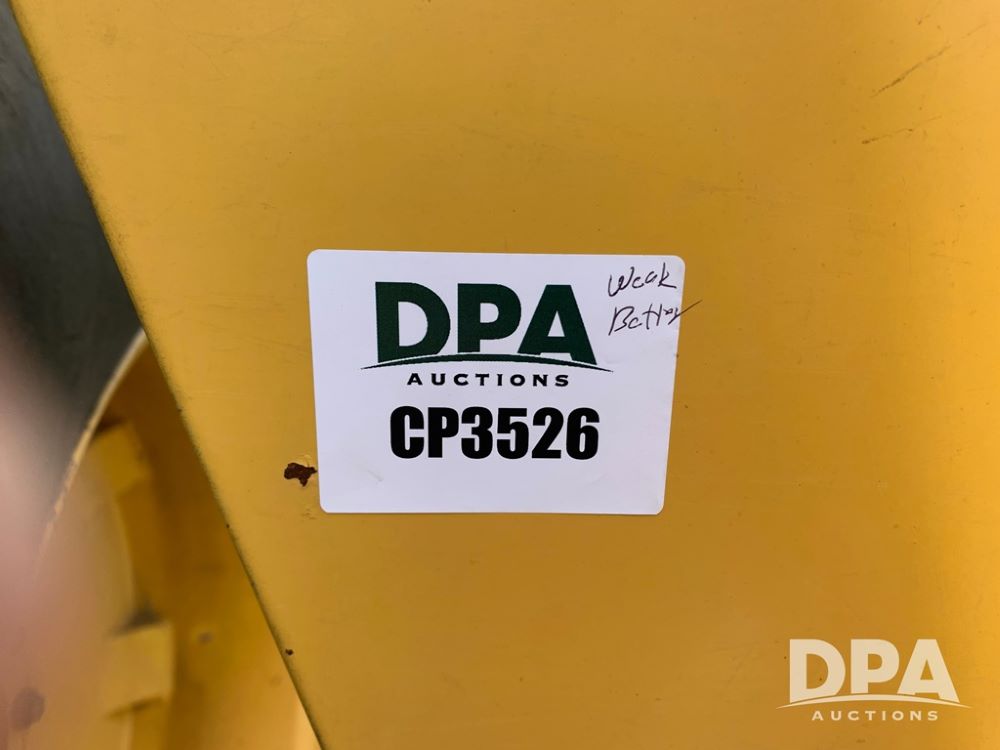 DPA
AUCTIONS
Weak
Battery
CP3526
DPA
AUCTIONS